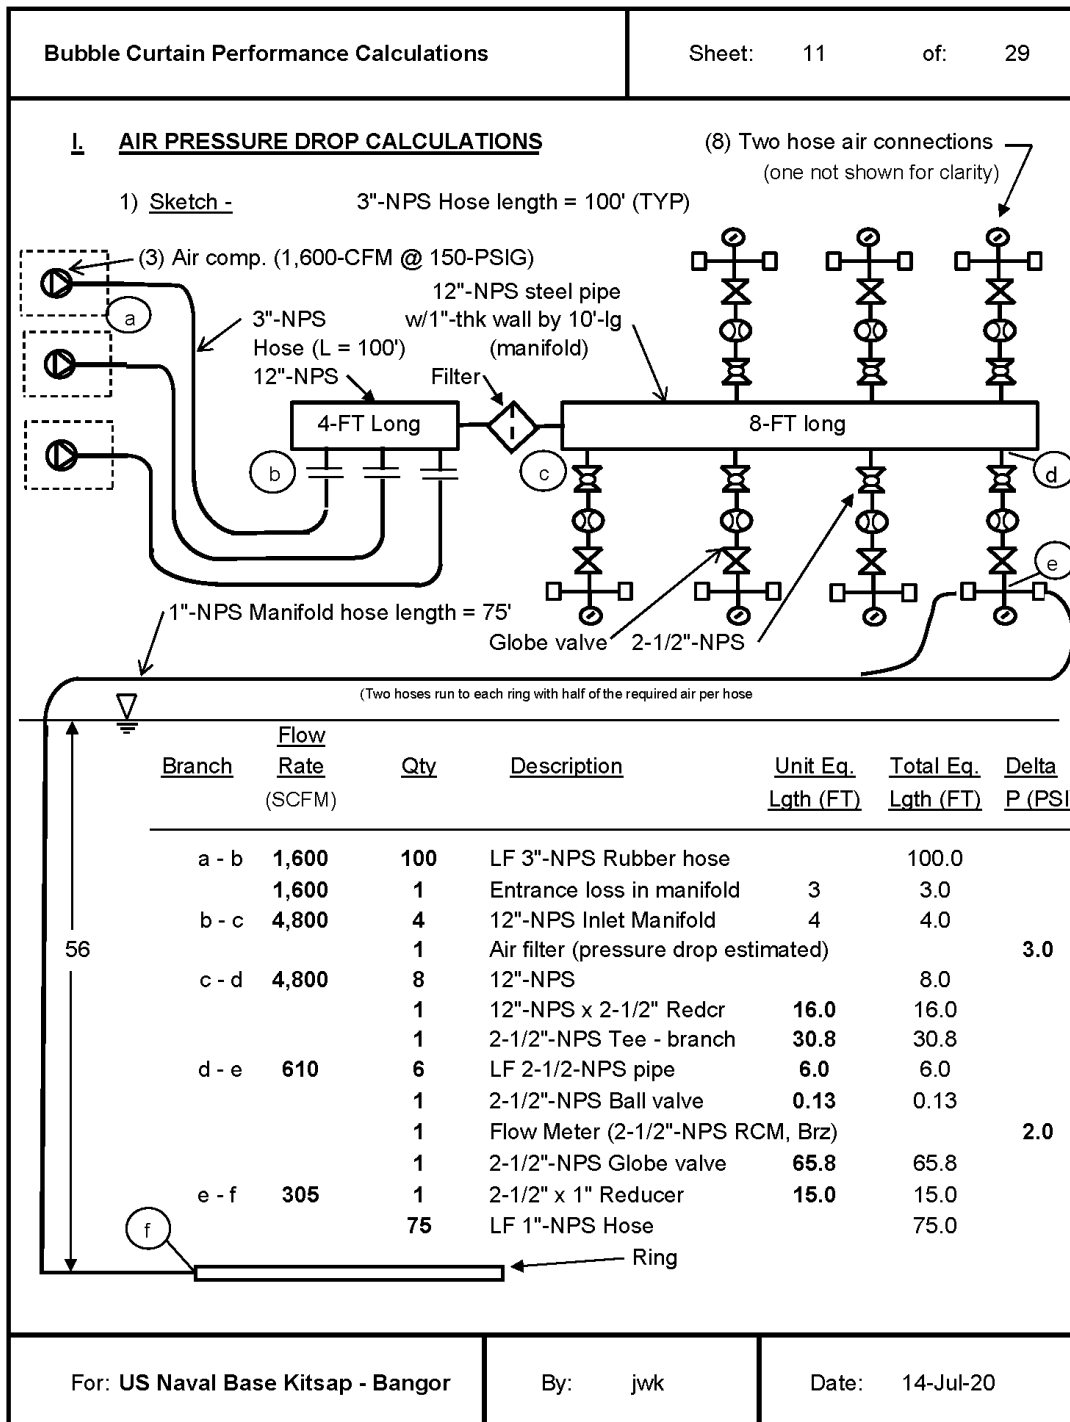 Bubble Curtain Performance Calculations
Sheet: 11 of: 29
I. AIR PRESSURE DROP CALCULATIONS
(8) Two hose air connections
(one not shown for clarity)
1) Sketch - 3"-NPS Hose length = 100' (TYP)
(3) Air comp. (1,600-CFM @ 150-PSIG)
12"-NPS steel pipe
w/1"-thk wall by 10'-lg
(manifold)
a
3"-NPS
Hose (L = 100')
12"-NPS
Filter
4-FT Long
8-FT long
b
c
d
e
1"-NPS Manifold hose length = 75'
Globe valve
2-1/2"-NPS
(Two hoses run to each ring with half of the required air per hose
Branch Flow Rate (SCFM) Qty Description Unit Eq. Lgth (FT) Total Eq. Lgth (FT) Delta P (PSI
a - b 1,600 100 LF 3"-NPS Rubber hose 100.0
1,600 1 Entrance loss in manifold 3 3.0
b - c 4,800 4 12"-NPS Inlet Manifold 4 4.0
56
1 Air filter (pressure drop estimated) 3.0
c - d 4,800 8 12"-NPS 8.0
1 12"-NPS x 2-1/2" Redcr 16.0 16.0
1 2-1/2"-NPS Tee - branch 30.8 30.8
d - e 610 6 LF 2-1/2-NPS pipe 6.0 6.0
1 2-1/2"-NPS Ball valve 0.13 0.13
1 Flow Meter (2-1/2"-NPS RCM, Brz) 2.0
1 2-1/2"-NPS Globe valve 65.8 65.8
e - f 305 1 2-1/2" x 1" Reducer 15.0 15.0
75 LF 1"-NPS Hose 75.0
f
Ring
For: US Naval Base Kitsap - Bangor
By: jwk
Date: 14-Jul-20